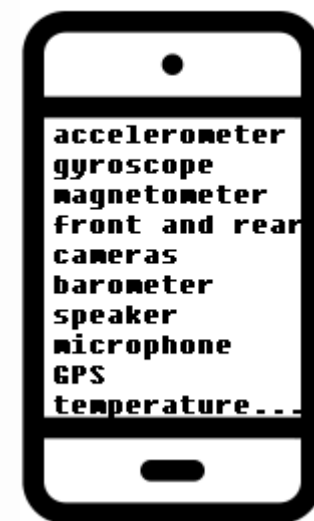 accelerometer
gyroscope
magnetometer
front and rear
cameras
barometer
speaker
microphone
GPS
temperature...